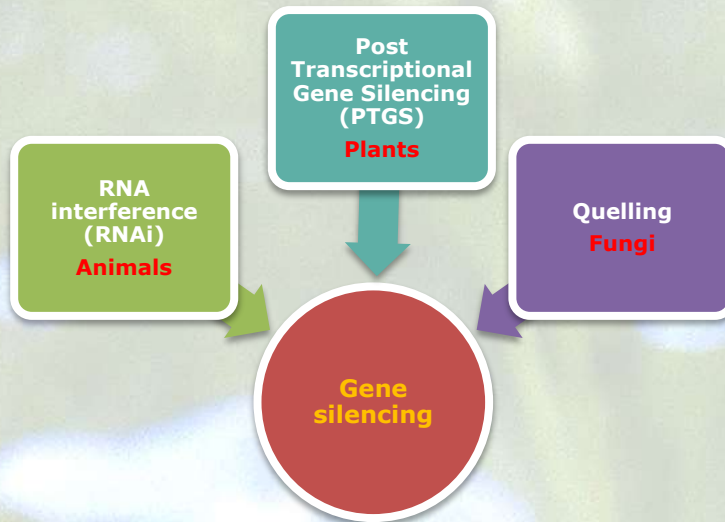 Post
Transcriptional
Gene Silencing
(PTGS)
Plants
RNA
interference
(RNAi)
Animals
Quelling
Fungi
Gene
silencing